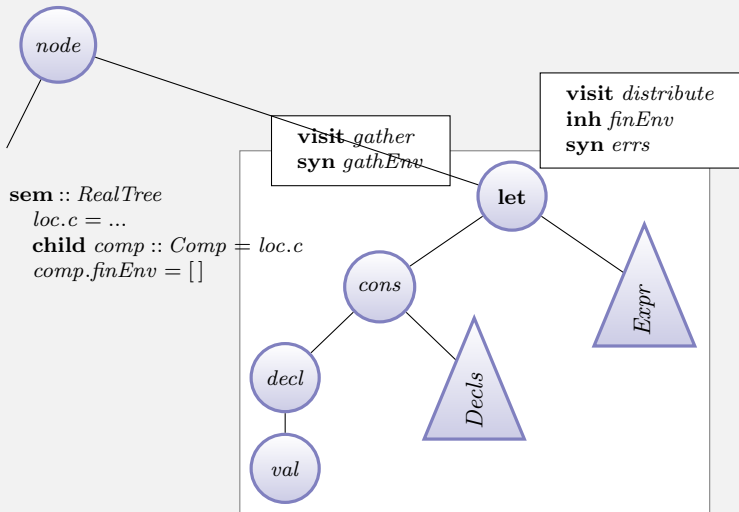 node
visit distribute
inh finEnv
syn errs
visit gather
syn gathEnv
let
sem :: RealTree
loc.c = ...
child comp :: Comp = loc.c
comp.finEnv = [ ]
cons
Expr
decl
Decls
val